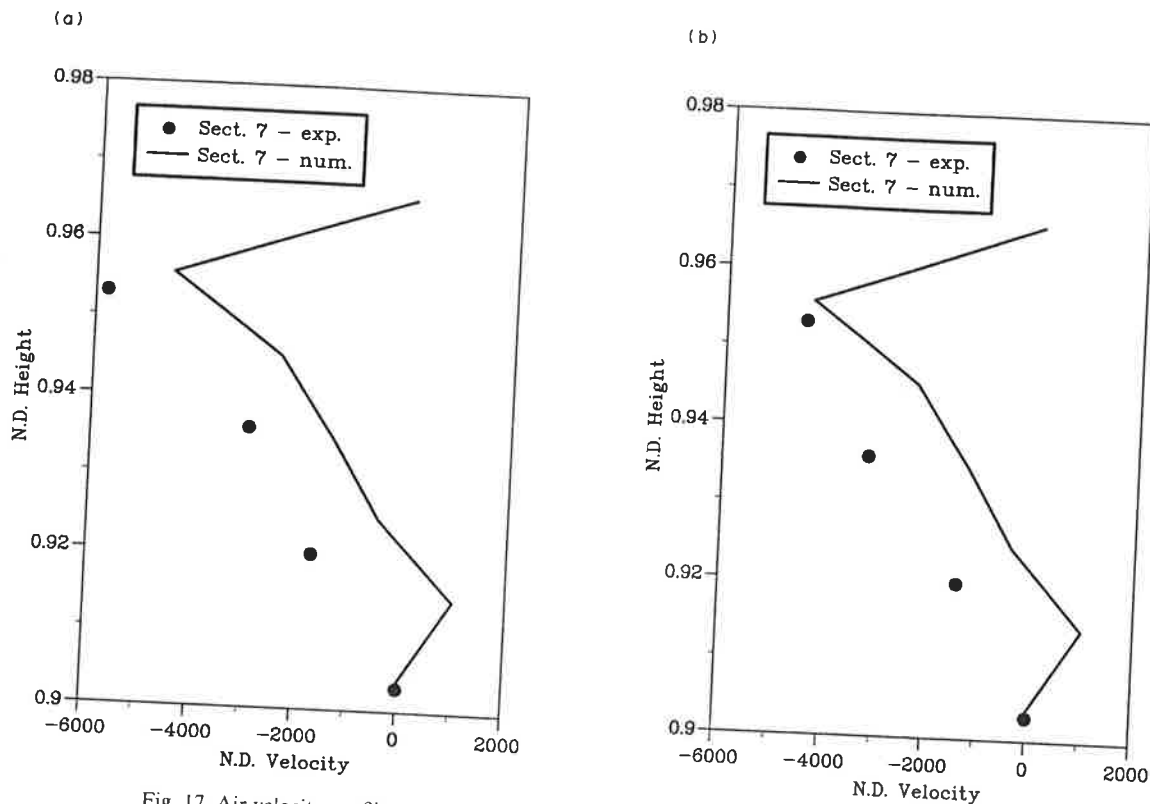 (a)
0.98
0.96
0.94
0.92
0.9
N.D. Height
Sect. 7 - exp.
Sect. 7 - num.
-6000 -4000 -2000 0 2000
N.D. Velocity
Fig. 17. Air velocity
(b)
0.98
0.96
0.94
0.92
0.9
N.D. Height
Sect. 7 - exp.
Sect. 7 - num.
-6000 -4000 -2000 0 2000
N.D. Velocity